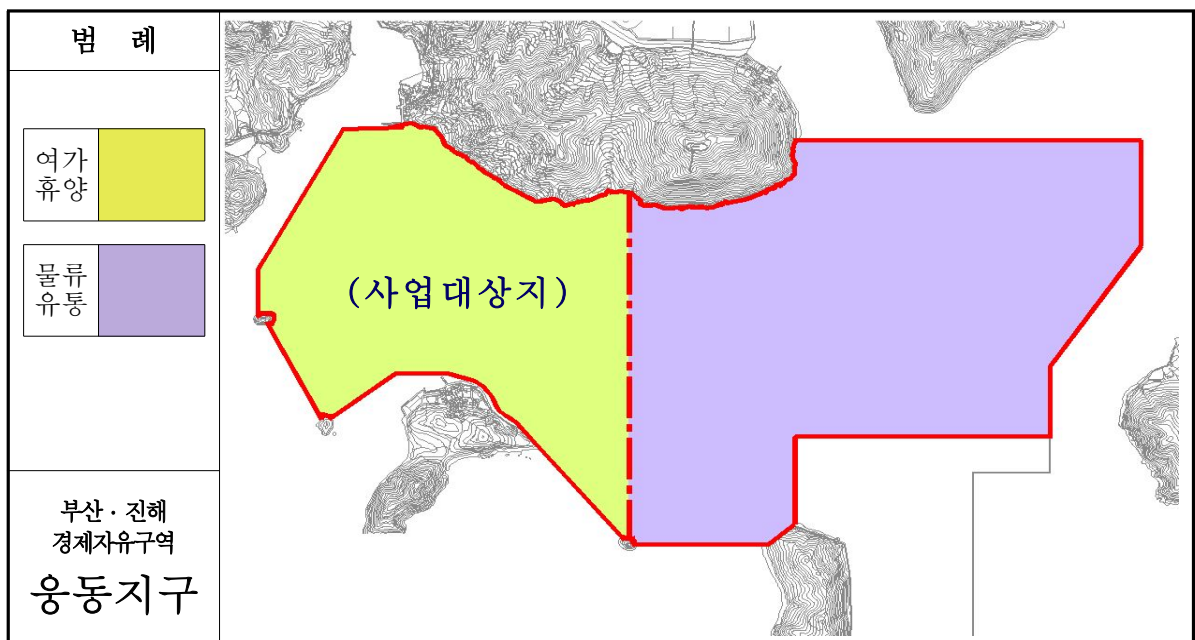 범 례
여가
휴양
물류
유통
(사업대상지)
부산 · 진해
경제자유구역
웅동지구